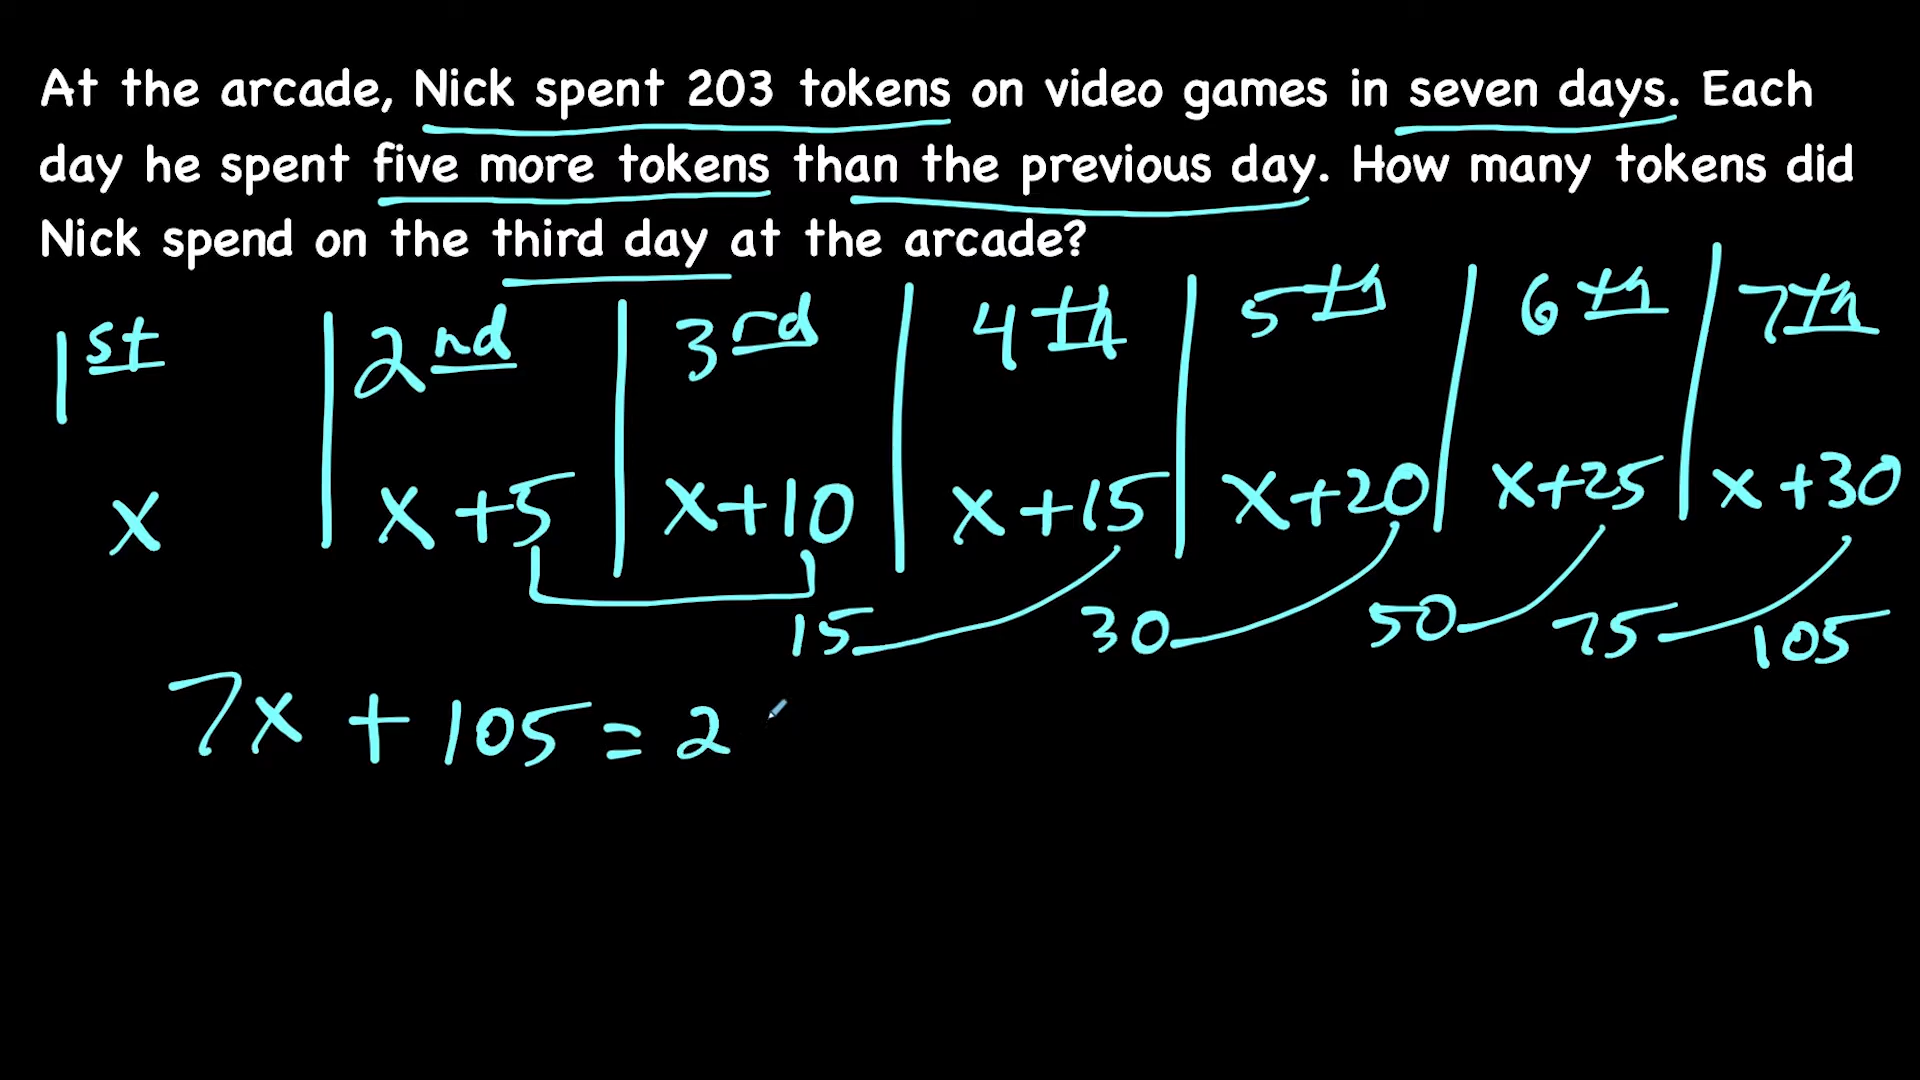 At the arcade, Nick spent 203 tokens on video games in seven days. Each
day he spent five more tokens than the previous day. How many tokens did
Nick spend on the third day at the arcade?
1st 2nd 3rd 4th 5th 6th 7th
x x+5 x+10 x+15 x+20 x+25 x+30
15 30 50 75 105
7x + 105 = 2